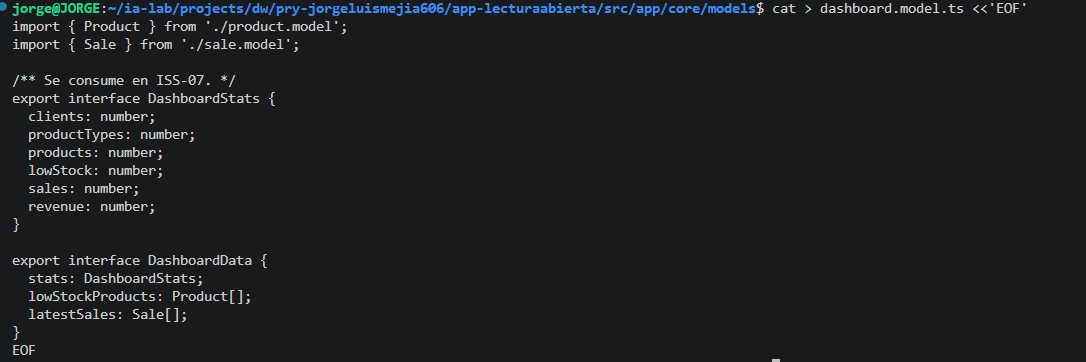 jorge@JORGE:~/ia-lab/projects/dw/pry-jorgeluismejia606/app-lecturaabierta/src/app/core/models$ cat > dashboard.model.ts <<'EOF'
import { Product } from './product.model';
import { Sale } from './sale.model';

/** Se consume en ISS-07. */
export interface DashboardStats {
  clients: number;
  productTypes: number;
  products: number;
  lowStock: number;
  sales: number;
  revenue: number;
}

export interface DashboardData {
  stats: DashboardStats;
  lowStockProducts: Product[];
  latestSales: Sale[];
}
EOF